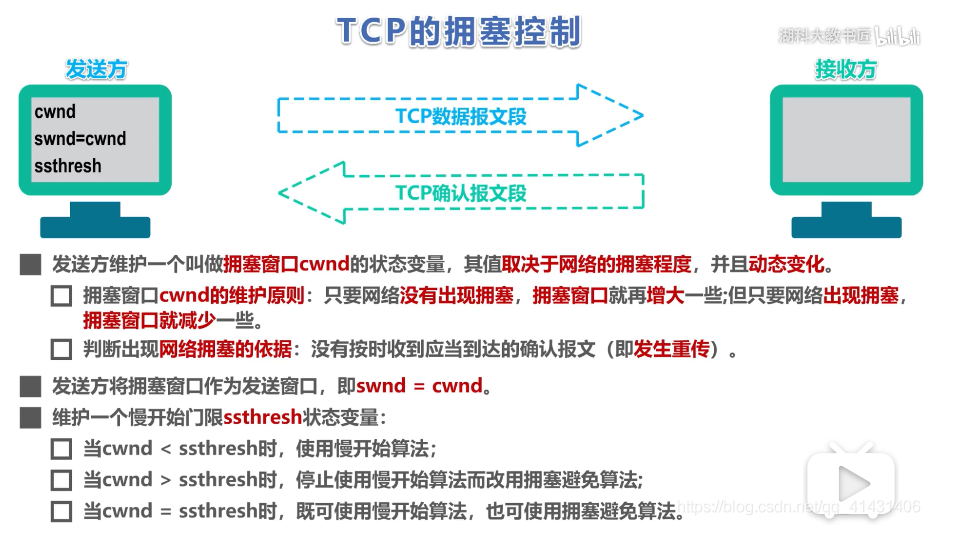 TCP的拥塞控制
湖科大教书匠 bilibili
发送方
接收方
cwnd
swnd=cwnd
ssthresh
TCP数据报文段
TCP确认报文段
发送方维护一个叫做拥塞窗口cwnd的状态变量，其值取决于网络的拥塞程度，并且动态变化。
拥塞窗口cwnd的维护原则：只要网络没有出现拥塞，拥塞窗口就再增大一些;但只要网络出现拥塞，
拥塞窗口就减少一些。
判断出现网络拥塞的依据：没有按时收到应当到达的确认报文（即发生重传）。
发送方将拥塞窗口作为发送窗口，即swnd = cwnd。
维护一个慢开始门限ssthresh状态变量：
当cwnd < ssthresh时，使用慢开始算法；
当cwnd > ssthresh时，停止使用慢开始算法而改用拥塞避免算法;
当cwnd = ssthresh时，既可使用慢开始算法，也可使用拥塞避免算法。
https://blog.csdn.net/qq_41431406